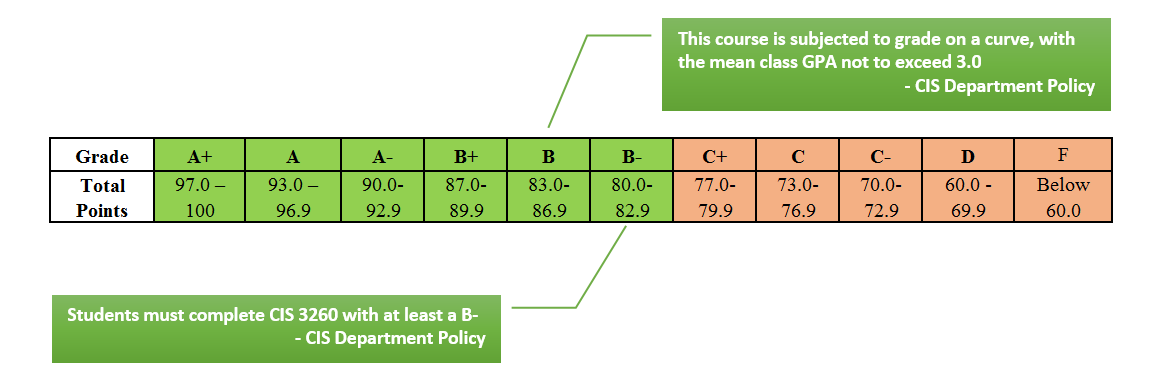 This course is subjected to grade on a curve, with
the mean class GPA not to exceed 3.0
- CIS Department Policy
Grade A+ A A- B+ B B- C+ C C- D F
Total 97.0 – 93.0 – 90.0- 87.0- 83.0- 80.0- 77.0- 73.0- 70.0- 60.0 - Below
Points 100 96.9 92.9 89.9 86.9 82.9 79.9 76.9 72.9 69.9 60.0
Students must complete CIS 3260 with at least a B-
- CIS Department Policy